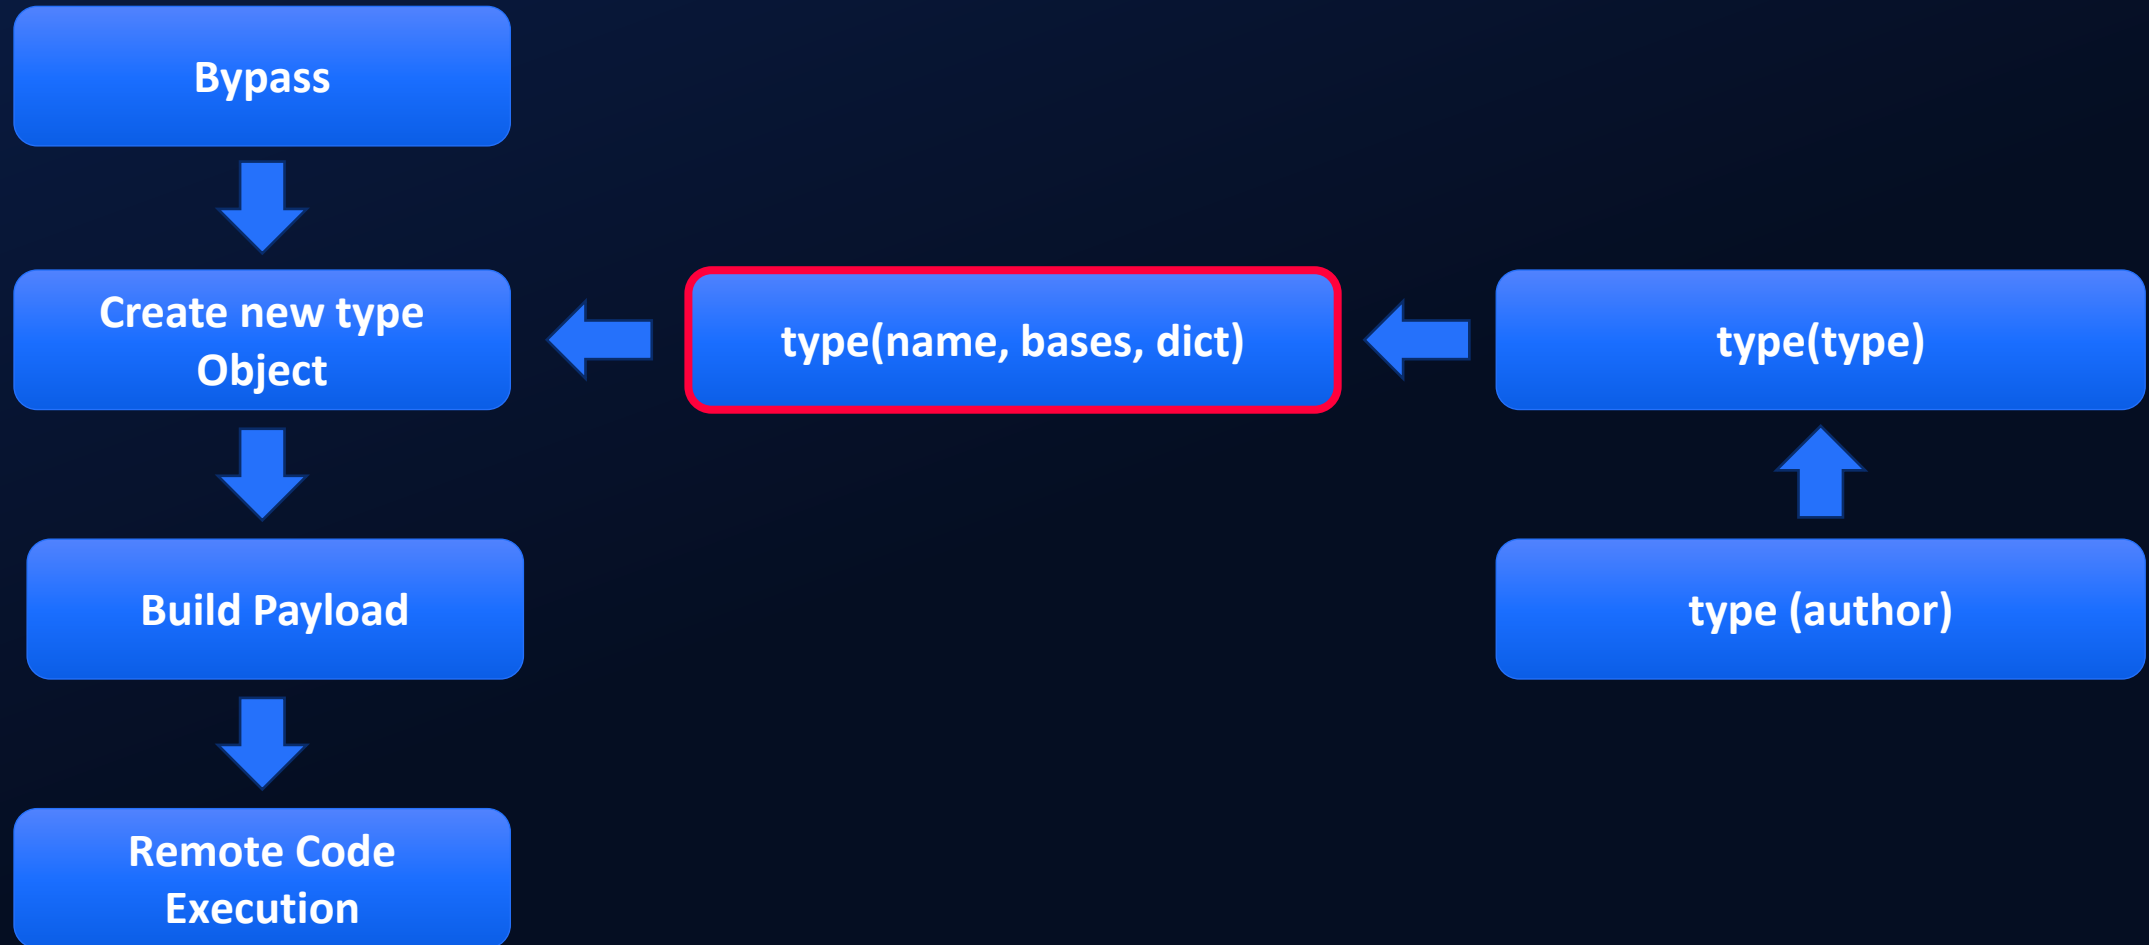 Bypass
Create new type
Object
type(name, bases, dict)
type(type)
Build Payload
type (author)
Remote Code
Execution